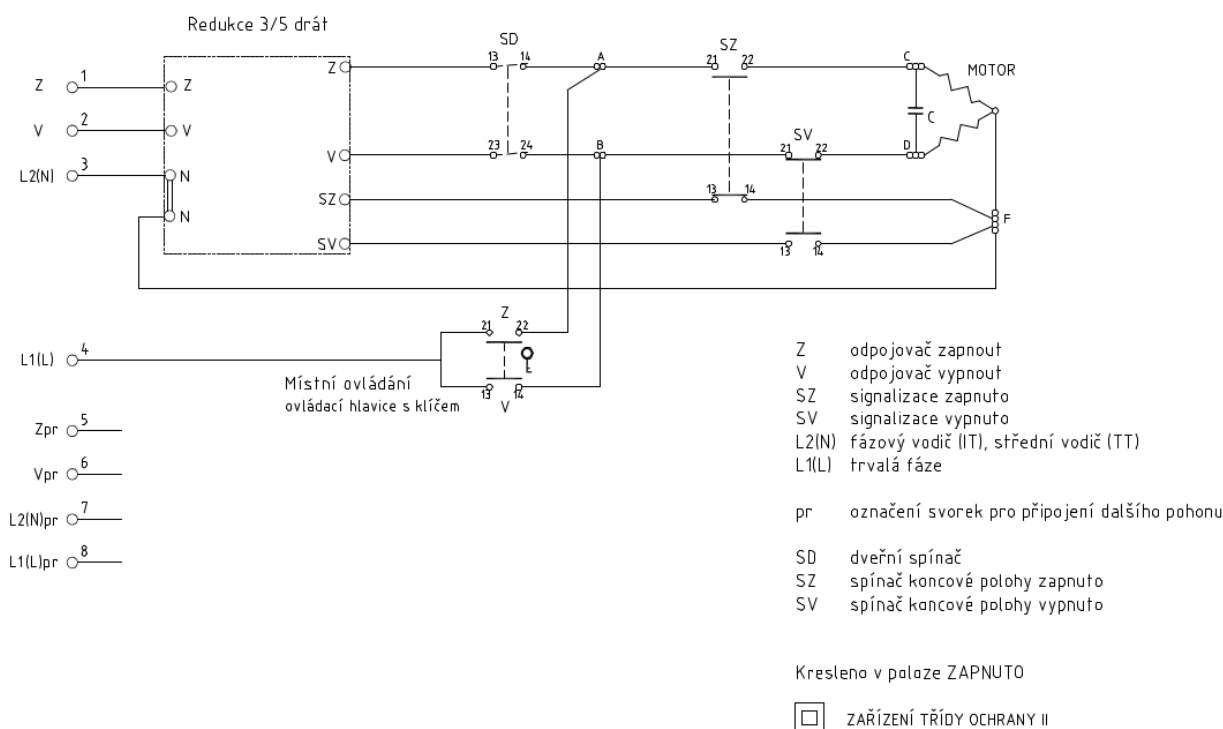 Redukce 3/5 drát
SD
A
SZ
Z 1 Z
Z 13 14 21 22 C
MOTOR
V 2 V
C
SV
V 23 24 B 21 22 D
L2(N) 3 N
SZ 13 14
N
F
SV 13 14
Z
21 22
L1(L) 4
Místní ovládání
ovládací hlavice s klíčem
13 14
V
E
Zpr 5
Vpr 6
L2(N)pr 7
L1(L)pr 8
Z odpojovač zapnout
V odpojovač vypnout
SZ signalizace zapnuto
SV signalizace vypnuto
L2(N) fázový vodič (IT), střední vodič (TT)
L1(L) trvalá fáze
pr označení svorek pro připojení dalšího pohonu
SD dveřní spínač
SZ spínač koncové polohy zapnuto
SV spínač koncové polohy vypnuto
Kresleno v poloze ZAPNUTO
ZAŘÍZENÍ TŘÍDY OCHRANY II